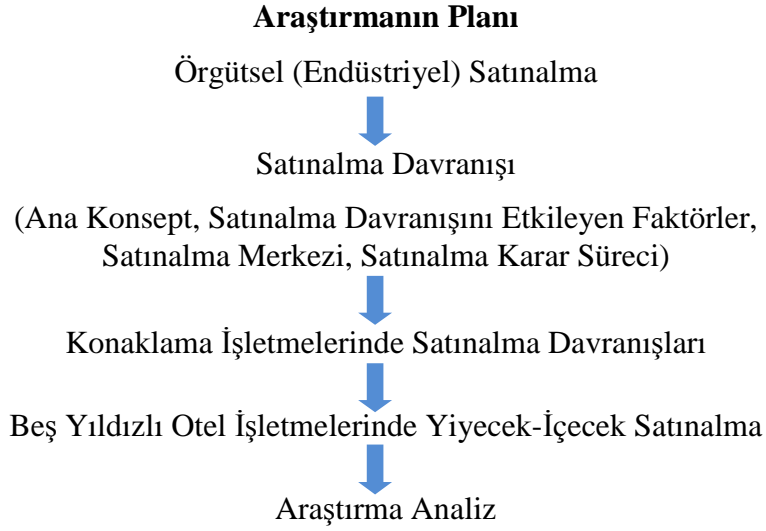 Araştırmanın Planı
Örgütsel (Endüstriyel) Satınalma
Satınalma Davranışı
(Ana Konsept, Satınalma Davranışını Etkileyen Faktörler,
Satınalma Merkezi, Satınalma Karar Süreci)
Konaklama İşletmelerinde Satınalma Davranışları
Beş Yıldızlı Otel İşletmelerinde Yiyecek-İçecek Satınalma
Araştırma Analiz